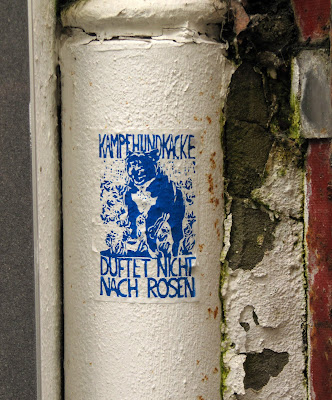 KAMPFHUNDKACKE
DUFTET NICHT
NACH ROSEN